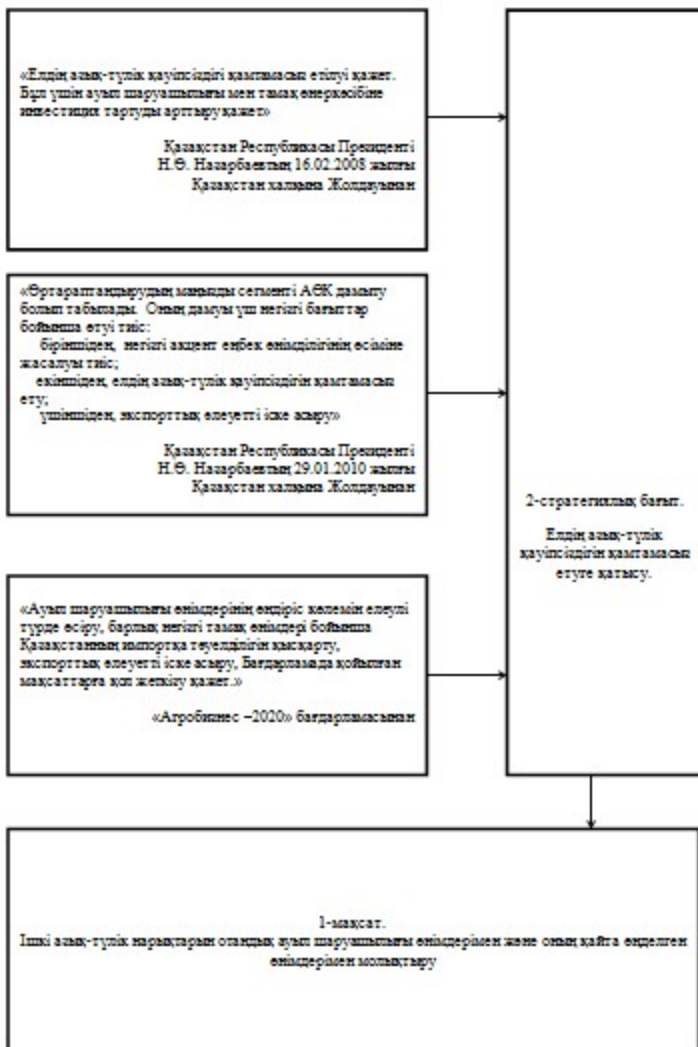 «Елдің азық-түлік қауіпсіздігі қамтамасыз етілуі қажет.
Бұл үшін ауыл шаруашылығы мен тамақ өнеркәсібіне
инвестиция тартуды арттыру қажет»
Қазақстан Республикасы Президенті
Н.Ә. Назарбаевтың 16.02.2008 жылғы
Қазақстан халқына Жолдауынан
«Әртараптандырудың маңызды сегменті АӨК дамыту
болып табылады. Оның дамуы үш негізгі бағыттар
бойынша өтуі тиіс:
біріншіден, негізгі акцент еңбек өнімділігінің өсіміне
жасалуы тиіс;
екіншіден, елдің азық-түлік қауіпсіздігін қамтамасыз
ету;
үшіншіден, экспорттық әлеуетті іске асыру»
Қазақстан Республикасы Президенті
Н.Ә. Назарбаевтың 29.01.2010 жылғы
Қазақстан халқына Жолдауынан
«Ауыл шаруашылығы өнімдерінің өндіріс көлемін елеулі
түрде өсіру, барлық негізгі тамақ өнімдері бойынша
Қазақстанның импортқа тәуелділігін қысқарту,
экспорттық әлеуетті іске асыру, Бағдарламада қойылған
мақсаттарға қол жеткізу қажет.»
«Агробизнес –2020» бағдарламасынан
2-стратегиялық бағыт.
Елдің азық-түлік
қауіпсіздігін қамтамасыз
етуге қатысу.
1-мақсат.
Ішкі азық-түлік нарықтарын отандық ауыл шаруашылығы өнімдерімен және оның қайта өңделген
өнімдерімен молықтыру